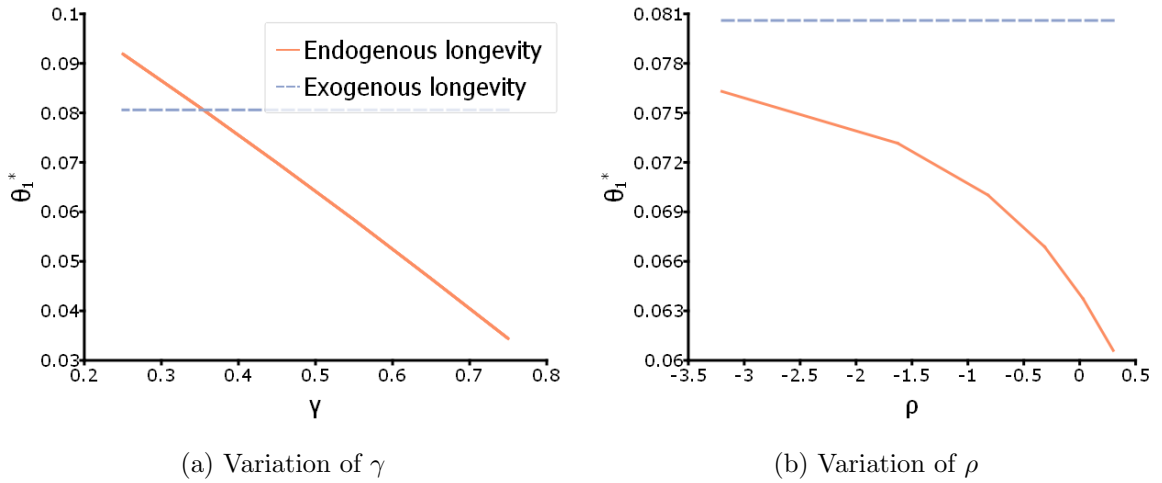 0.1
0.09
0.08
0.07
0.06
0.05
0.04
0.03
θ₁*
0.2 0.3 0.4 0.5 0.6 0.7 0.8
γ
Endogenous longevity
Exogenous longevity
(a) Variation of γ
0.081
0.078
0.075
0.072
0.069
0.066
0.063
0.06
θ₁*
-3.5 -3 -2.5 -2 -1.5 -1 -0.5 0 0.5
ρ
(b) Variation of ρ